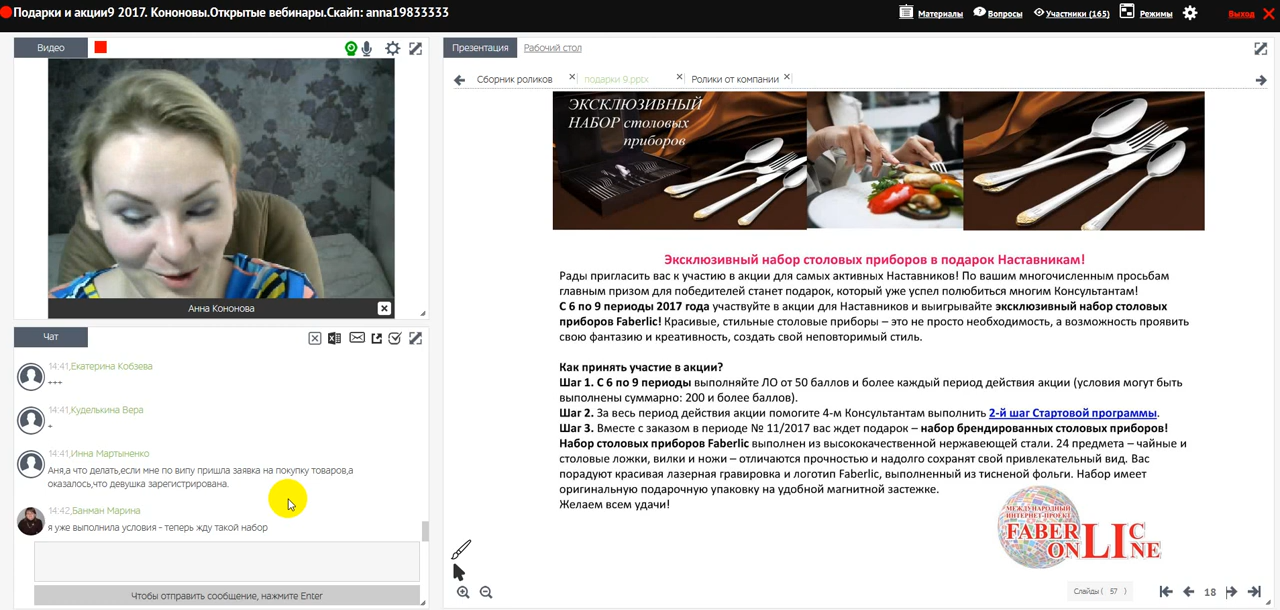 Подарки и акции9 2017. Кононовы.Открытые вебинары.Скайп: anna19833333
Материалы
Вопросы
Участники (165)
Режимы
Выход
Видео
Анна Кононова
Чат
14:41,Екатерина Кобзева
+++
14:41,Куделькина Вера
+
14:41,Инна Мартыненко
Аня,а что делать,если мне по випу пришла заявка на покупку товаров,а
оказалось,что девушка зарегистрирована.
14:42,Банман Марина
я уже выполнила условия - теперь жду такой набор
Чтобы отправить сообщение, нажмите Enter
Презентация
Рабочий стол
Сборник роликов
подарки 9.pptx
Ролики от компании
ЭКСКЛЮЗИВНЫЙ
НАБОР столовых
приборов
Эксклюзивный набор столовых приборов в подарок Наставникам!
Рады пригласить вас к участию в акции для самых активных Наставников! По вашим многочисленным просьбам
главным призом для победителей станет подарок, который уже успел полюбиться многим Консультантам!
С 6 по 9 периоды 2017 года участвуйте в акции для Наставников и выигрывайте эксклюзивный набор столовых
приборов Faberlic! Красивые, стильные столовые приборы – это не просто необходимость, а возможность проявить
свою фантазию и креативность, создать свой неповторимый стиль.
Как принять участие в акции?
Шаг 1. С 6 по 9 периоды выполняйте ЛО от 50 баллов и более каждый период действия акции (условия могут быть
выполнены суммарно: 200 и более баллов).
Шаг 2. За весь период действия акции помогите 4-м Консультантам выполнить 2-й шаг Стартовой программы.
Шаг 3. Вместе с заказом в периоде № 11/2017 вас ждет подарок – набор брендированных столовых приборов!
Набор столовых приборов Faberlic выполнен из высококачественной нержавеющей стали. 24 предмета – чайные и
столовые ложки, вилки и ножи – отличаются прочностью и надолго сохранят свой привлекательный вид. Вас
порадуют красивая лазерная гравировка и логотип Faberlic, выполненный из тисненой фольги. Набор имеет
оригинальную подарочную упаковку на удобной магнитной застежке.
Желаем всем удачи!
МЕЖДУНАРОДНЫЙ
ИНТЕРНЕТ-ПРОЕКТ
FABERLIC
ONLINE
Слайды ( 57 )
18